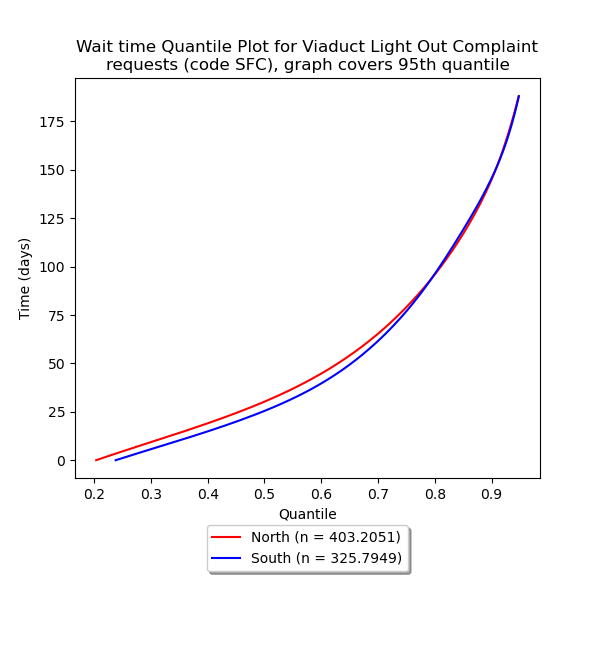 Wait time Quantile Plot for Viaduct Light Out Complaint
requests (code SFC), graph covers 95th quantile
Time (days)
175
150
125
100
75
50
25
0
0.2 0.3 0.4 0.5 0.6 0.7 0.8 0.9
Quantile
North (n = 403.2051)
South (n = 325.7949)